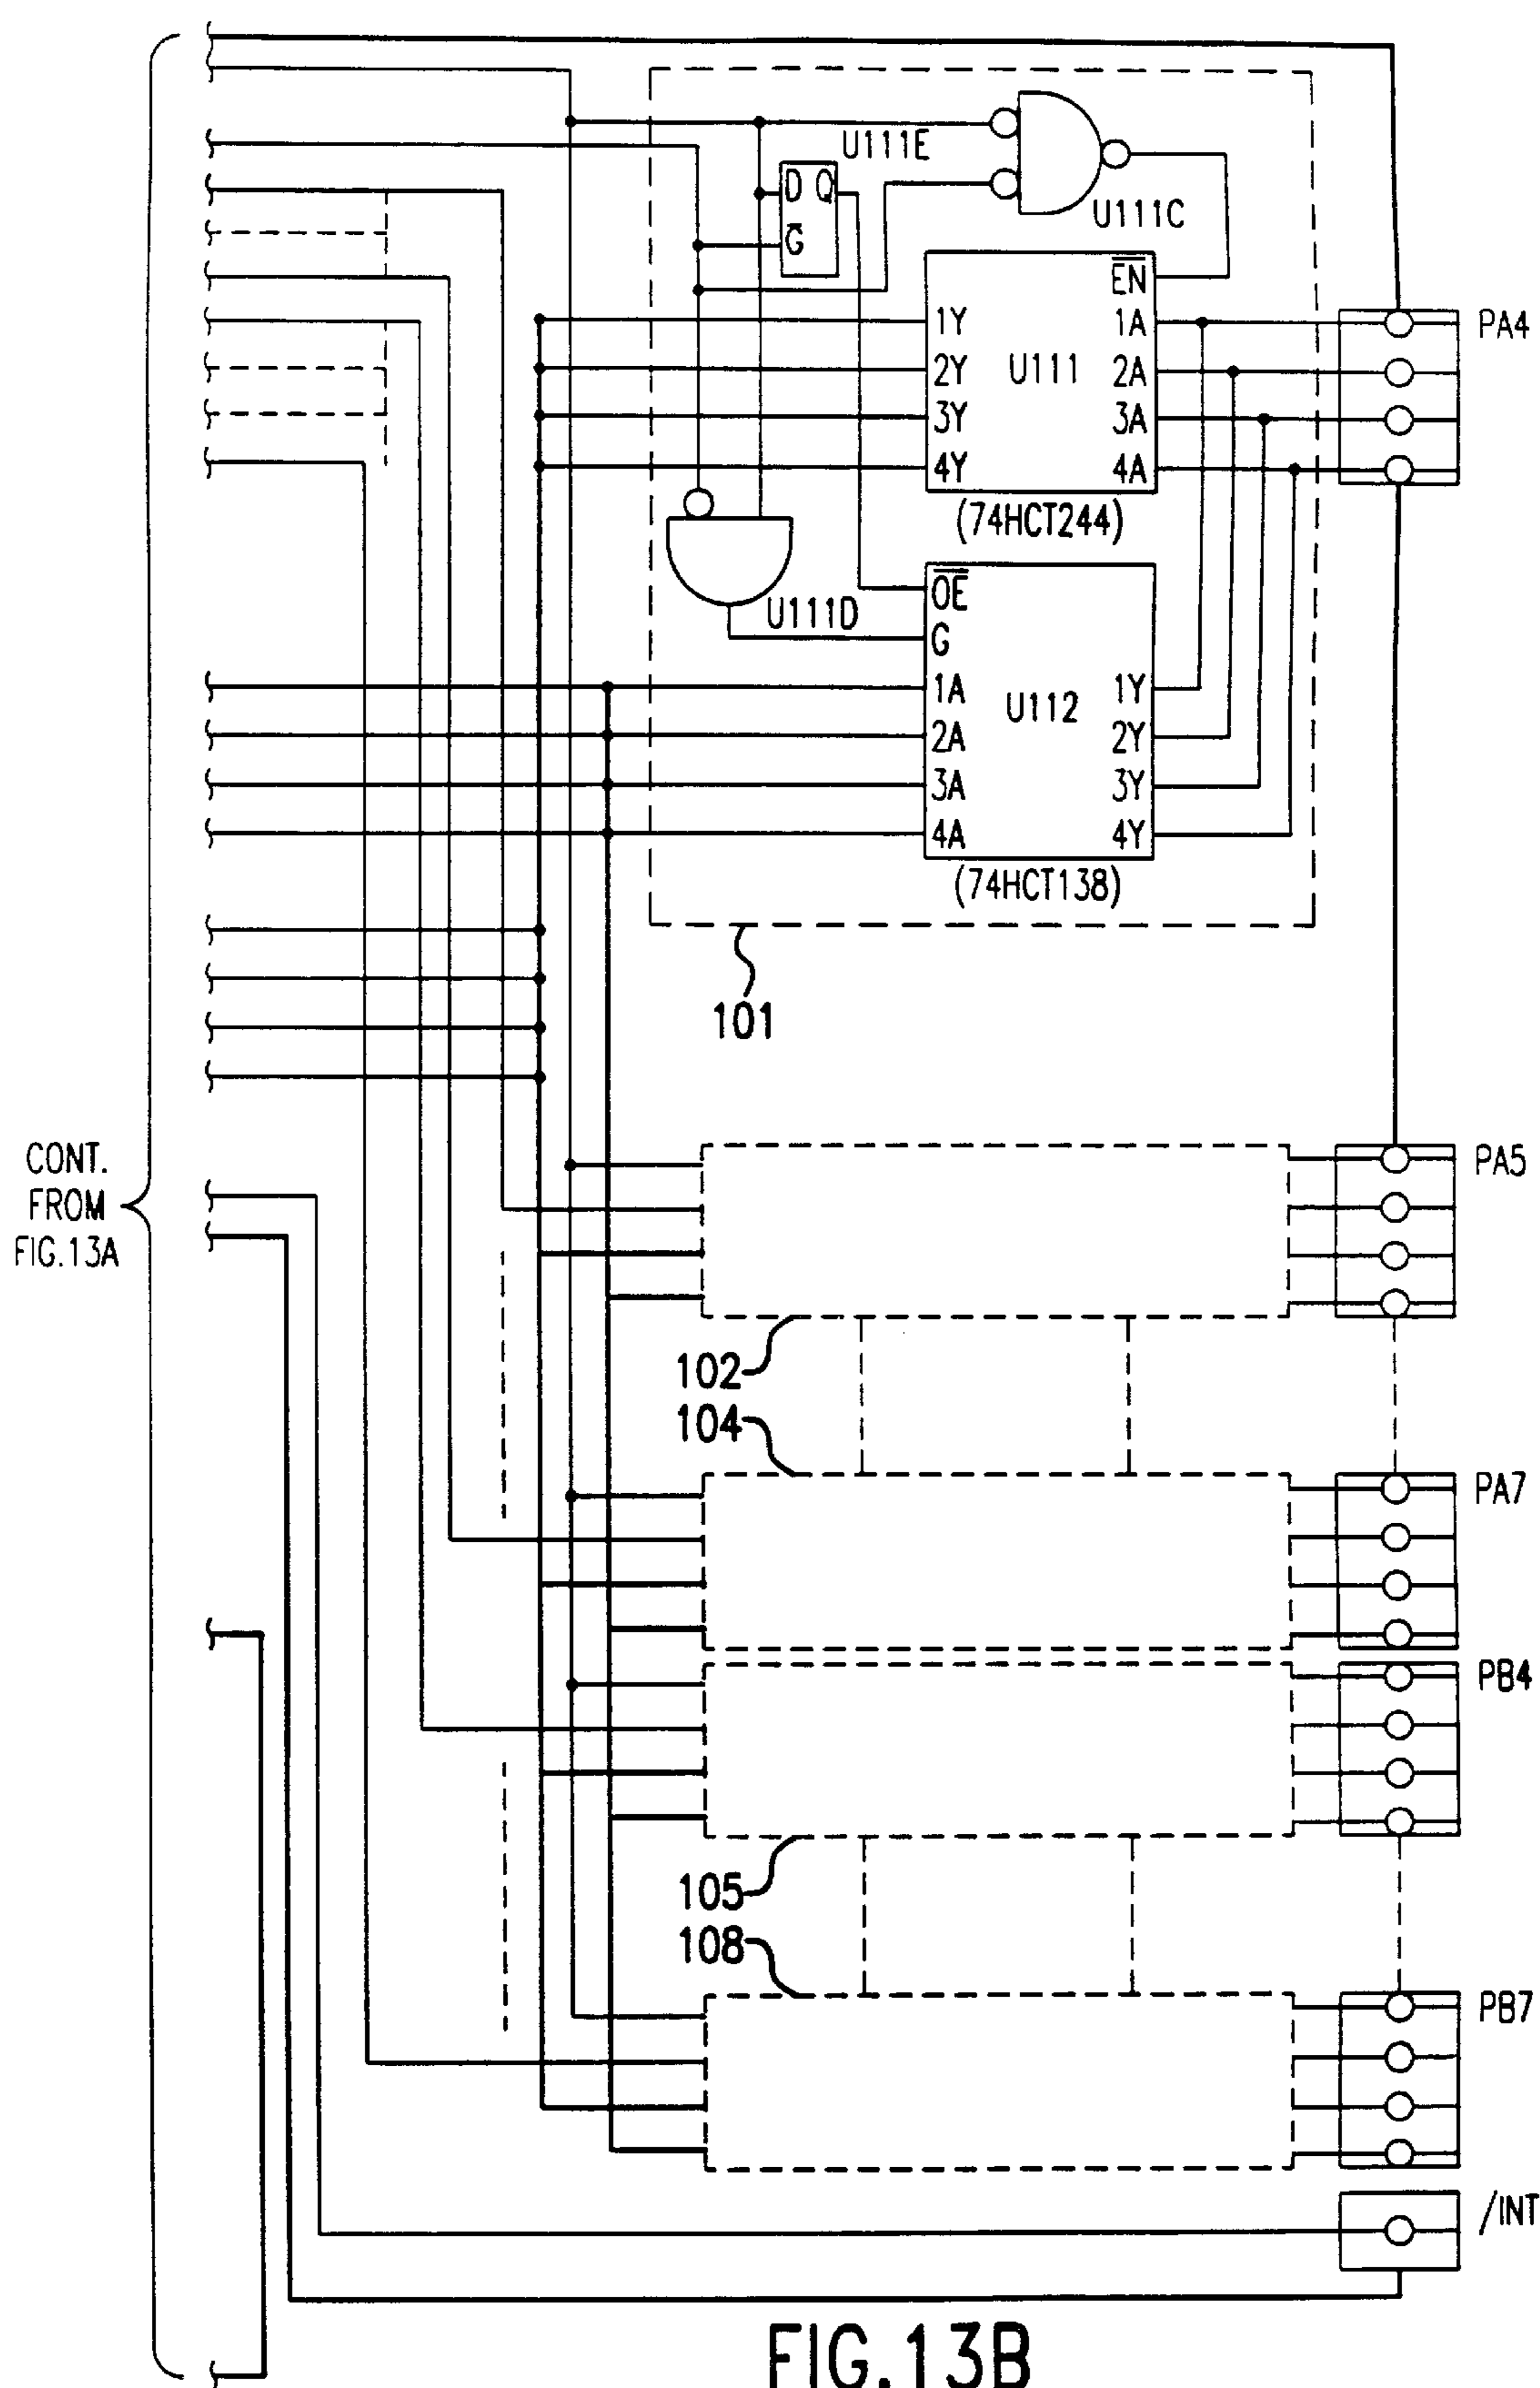 U111E
D Q
G̅
U111C
E̅N̅
1Y
1A
PA4
2Y
U111
2A
3Y
3A
4Y
4A
(74HCT244)
O̅E̅
U111D
G
1A
U112
1Y
2A
2Y
3A
3Y
4A
4Y
(74HCT138)
101
CONT.
FROM
FIG.13A
PA5
102
104
PA7
PB4
105
108
PB7
/INT
FIG.13B